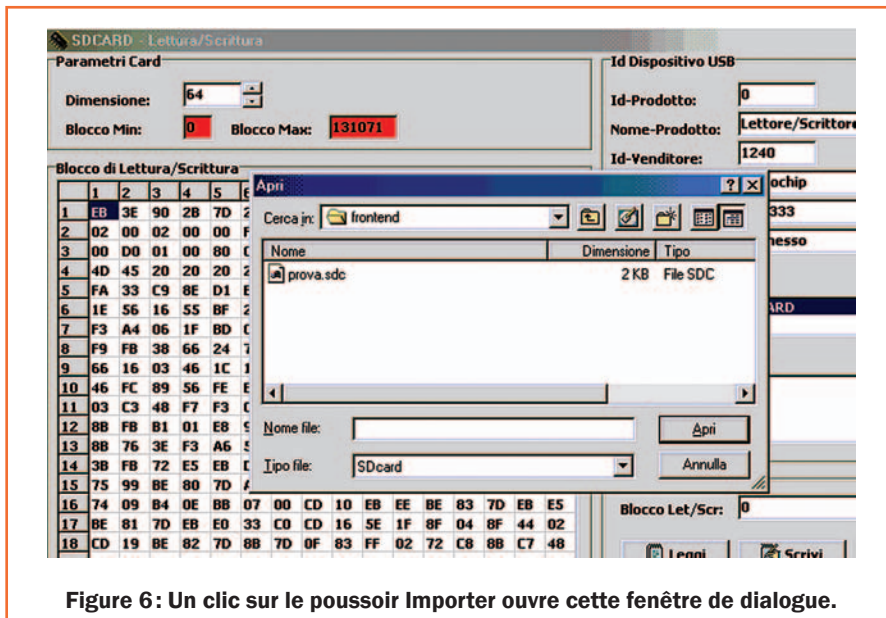 SDCARD - Lettura/Scrittura
Parametri Card
Dimensione: 64
Blocco Min: 0 Blocco Max: 131071
Id Dispositivo USB
Id-Prodotto: 0
Nome-Prodotto: Lettore/Scrittore
Id-Venditore: 1240
ochip
333
nesso
ARD
Blocco di Lettura/Scrittura
1 2 3 4 5
1 EB 3E 90 2B 7D
2 02 00 02 00 00
3 00 D0 01 00 80
4 4D 45 20 20 20
5 FA 33 C9 8E D1
6 1E 56 16 55 BF
7 F3 A4 06 1F BD
8 F9 FB 38 66 24
9 66 16 03 46 1C
10 46 FC 89 56 FE
11 03 C3 48 F7 F3
12 8B FB B1 01 E8
13 8B 76 3E F3 A6
14 3B FB 72 E5 EB
15 75 99 BE 80 7D
16 74 09 B4 0E BB 07 00 CD 10 EB EE BE 83 7D EB E5
17 BE 81 7D EB E0 33 C0 CD 16 5E 1F 8F 04 8F 44 02
18 CD 19 BE 82 7D 8B 7D 0F 83 FF 02 72 C8 8B C7 48
Apri
Cerca in: frontend
Nome Dimensione Tipo
prova.sdc 2 KB File SDC
Nome file: Apri
Tipo file: SDcard Annulla
Blocco Let/Scr: 0
Leggi Scrivi
Figure 6: Un clic sur le poussoir Importer ouvre cette fenêtre de dialogue.